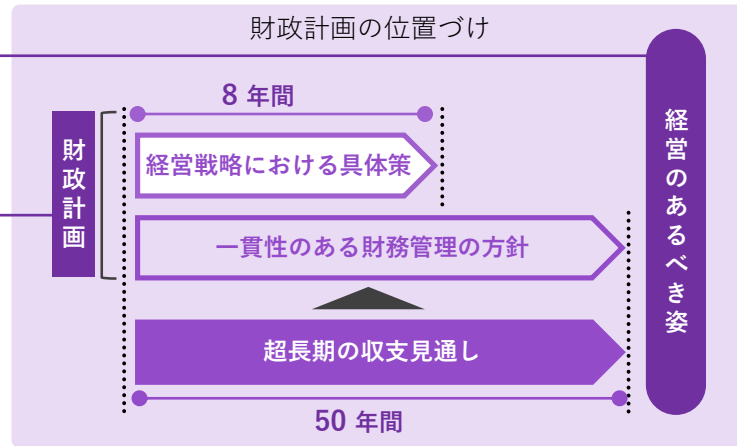 財政計画の位置づけ
8 年間
財政計画
経営戦略における具体策
一貫性のある財務管理の方針
超長期の収支見通し
50 年間
経営のあるべき姿